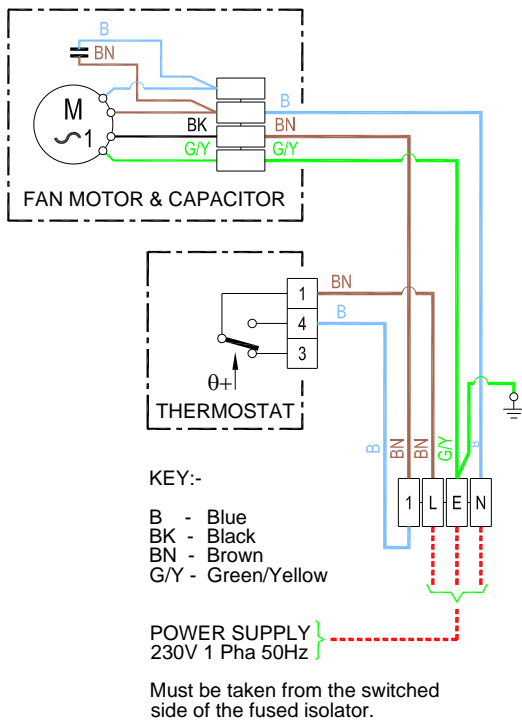 B
BN
M
1
BK
G/Y
B
BN
G/Y
FAN MOTOR & CAPACITOR
1
4
3
BN
B
θ+
THERMOSTAT
B
BN
BN
G/Y
B
1 L E N
KEY:-
B - Blue
BK - Black
BN - Brown
G/Y - Green/Yellow
POWER SUPPLY
230V 1 Pha 50Hz
Must be taken from the switched
side of the fused isolator.